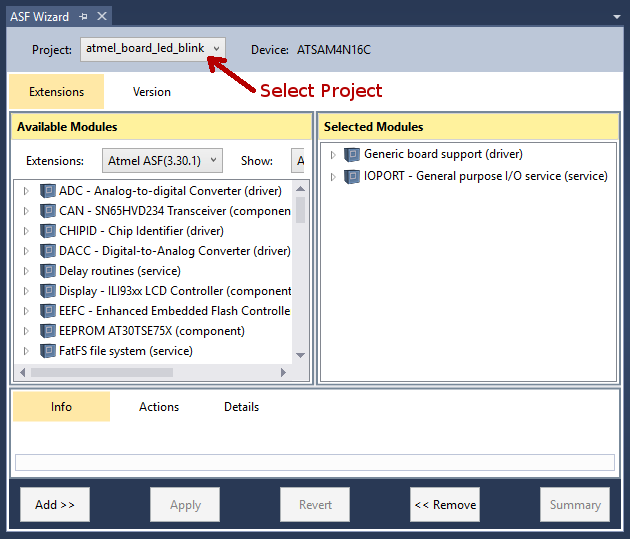 ASF Wizard
Project: atmel_board_led_blink Device: ATSAM4N16C
Select Project
Extensions Version
Available Modules
Extensions: Atmel ASF(3.30.1) Show: A
ADC - Analog-to-digital Converter (driver)
CAN - SN65HVD234 Transceiver (componen
CHIPID - Chip Identifier (driver)
DACC - Digital-to-Analog Converter (driver)
Delay routines (service)
Display - ILI93xx LCD Controller (componen
EEFC - Enhanced Embedded Flash Controlle
EEPROM AT30TSE75X (component)
FatFS file system (service)
Selected Modules
Generic board support (driver)
IOPORT - General purpose I/O service (service)
Info Actions Details
Add >> Apply Revert << Remove Summary